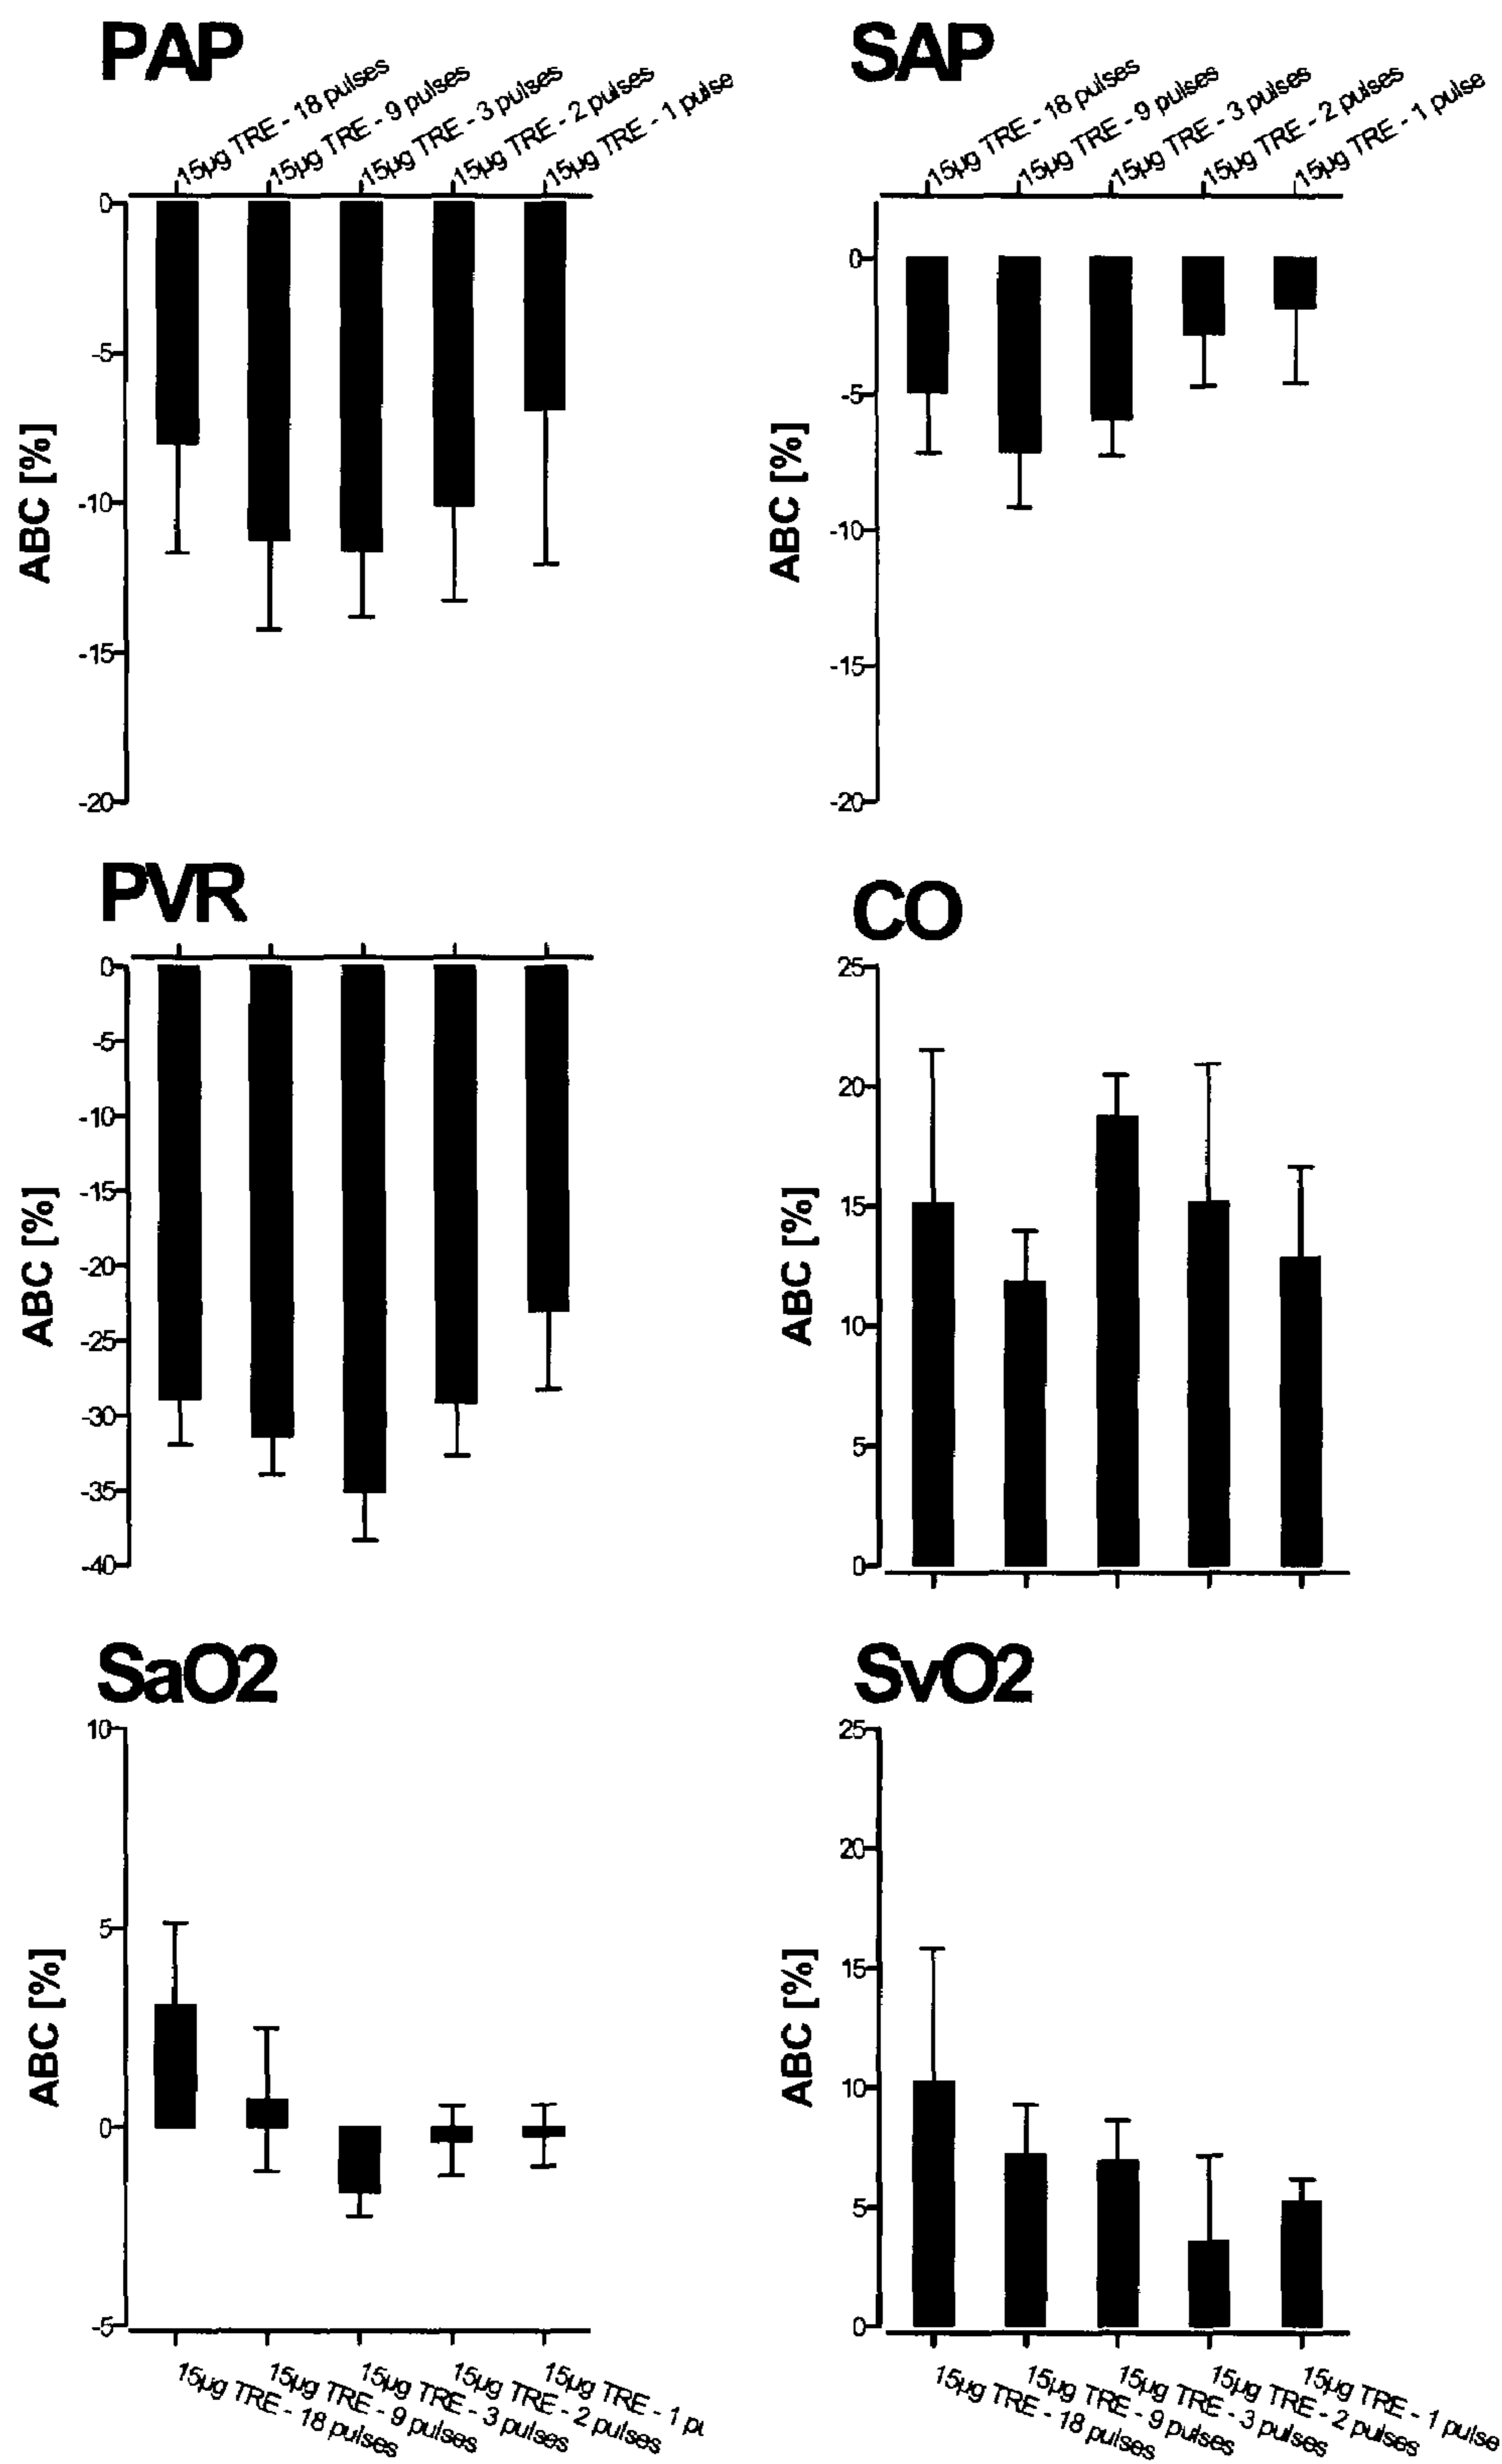 PAP
15µg TRE - 18 pulses
15µg TRE - 9 pulses
15µg TRE - 3 pulses
15µg TRE - 2 pulses
15µg TRE - 1 pulse
0
-5
-10
-15
-20
ABC [%]
SAP
15µg TRE - 18 pulses
15µg TRE - 9 pulses
15µg TRE - 3 pulses
15µg TRE - 2 pulses
15µg TRE - 1 pulse
0
-5
-10
-15
-20
ABC [%]
PVR
0
-5
-10
-15
-20
-25
-30
-35
-40
ABC [%]
CO
25
20
15
10
5
0
ABC [%]
SaO2
10
5
0
-5
ABC [%]
15µg TRE - 18 pulses
15µg TRE - 9 pulses
15µg TRE - 3 pulses
15µg TRE - 2 pulses
15µg TRE - 1 pu
SvO2
25
20
15
10
5
0
ABC [%]
15µg TRE - 18 pulses
15µg TRE - 9 pulses
15µg TRE - 3 pulses
15µg TRE - 2 pulses
15µg TRE - 1 pulse